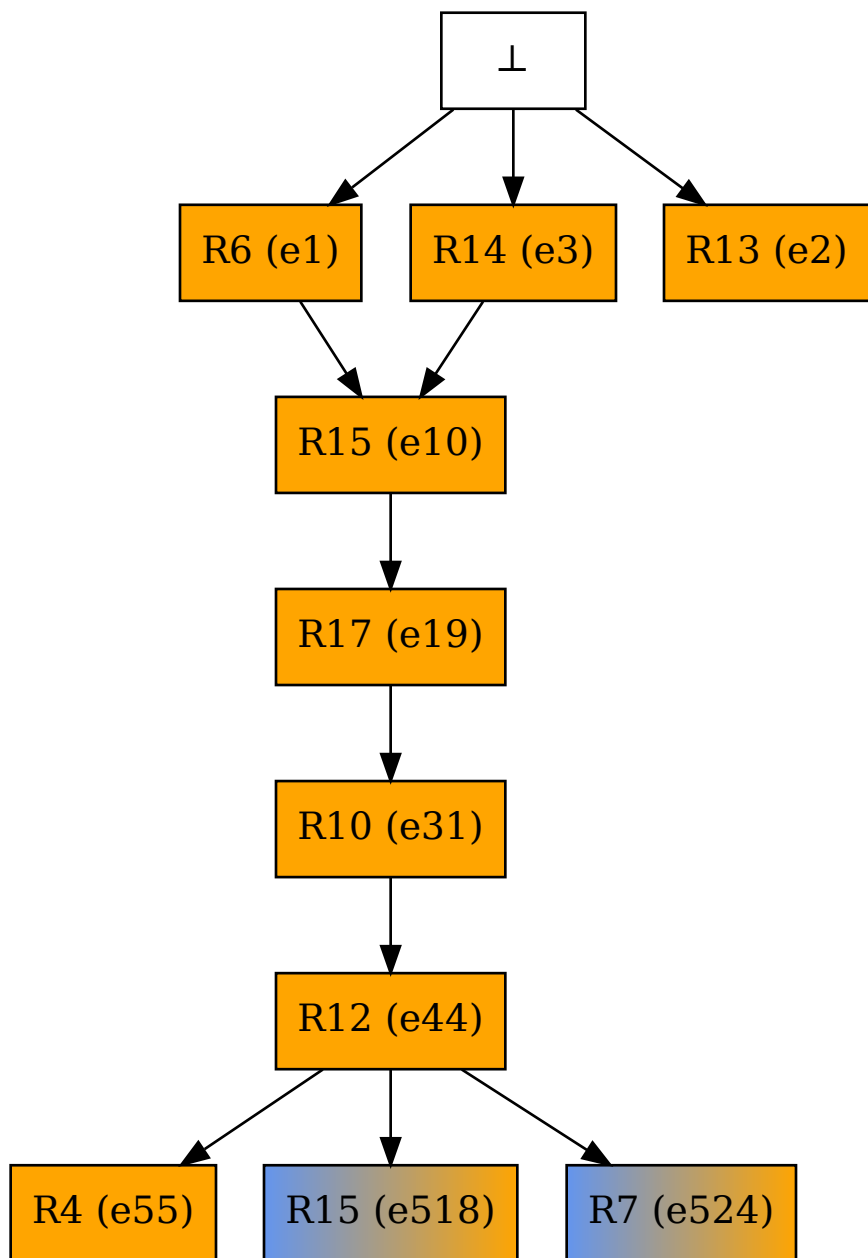 ⊥
R6 (e1)
R14 (e3)
R13 (e2)
R15 (e10)
R17 (e19)
R10 (e31)
R12 (e44)
R4 (e55)
R15 (e518)
R7 (e524)